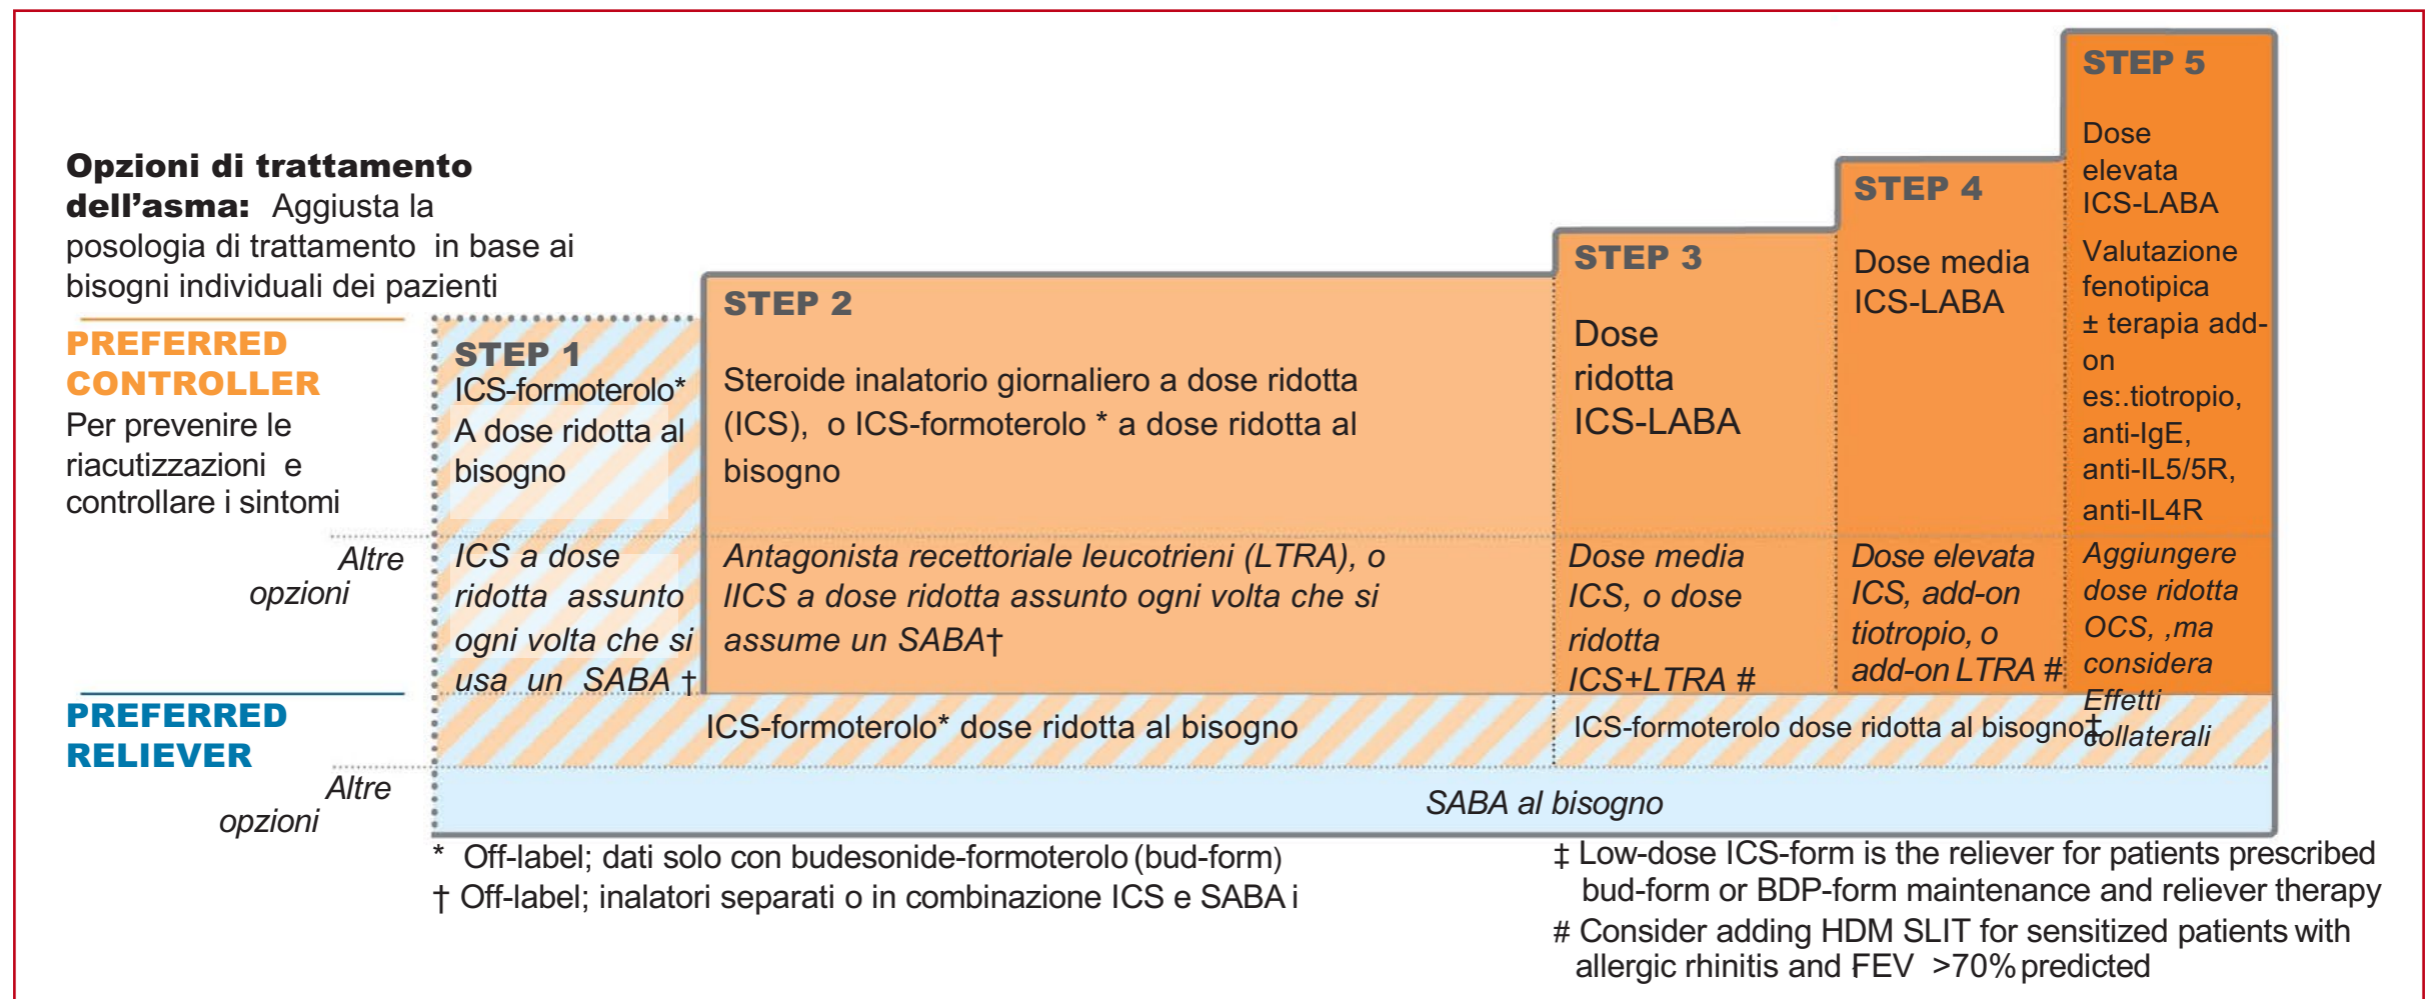 Opzioni di trattamento
dell'asma: Aggiusta la
posologia di trattamento in base ai
bisogni individuali dei pazienti
PREFERRED
CONTROLLER
Per prevenire le
riacutizzazioni e
controllare i sintomi
Altre
opzioni
PREFERRED
RELIEVER
Altre
opzioni
STEP 1
ICS-formoterolo*
A dose ridotta al
bisogno
ICS a dose
ridotta assunto
ogni volta che si
usa un SABA †
STEP 2
Steroide inalatorio giornaliero a dose ridotta
(ICS), o ICS-formoterolo * a dose ridotta al
bisogno
Antagonista recettoriale leucotrieni (LTRA), o
lICS a dose ridotta assunto ogni volta che si
assume un SABA†
STEP 3
Dose
ridotta
ICS-LABA
Dose media
ICS, o dose
ridotta
ICS+LTRA #
STEP 4
Dose media
ICS-LABA
Dose elevata
ICS, add-on
tiotropio, o
add-on LTRA #
STEP 5
Dose
elevata
ICS-LABA
Valutazione
fenotipica
± terapia add-
on
es:.tiotropio,
anti-IgE,
anti-IL5/5R,
anti-IL4R
Aggiungere
dose ridotta
OCS, ,ma
considera
Effetti
collaterali
ICS-formoterolo* dose ridotta al bisogno
ICS-formoterolo dose ridotta al bisogno‡
SABA al bisogno
* Off-label; dati solo con budesonide-formoterolo (bud-form)
† Off-label; inalatori separati o in combinazione ICS e SABA i
‡ Low-dose ICS-form is the reliever for patients prescribed
bud-form or BDP-form maintenance and reliever therapy
# Consider adding HDM SLIT for sensitized patients with
allergic rhinitis and FEV >70% predicted